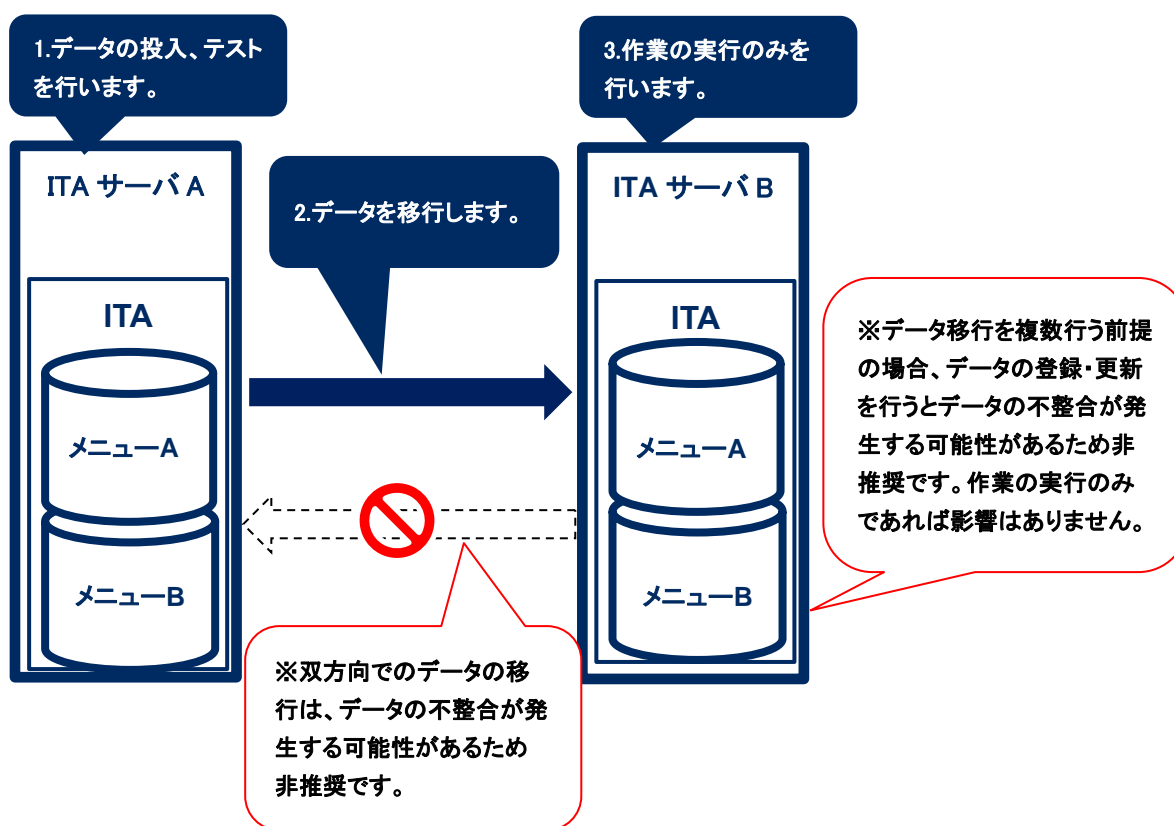 1.データの投入、テスト
を行います。
3.作業の実行のみを
行います。
ITA サーバ A
2.データを移行します。
ITA サーバ B
ITA
メニューA
メニューB
ITA
メニューA
メニューB
※データ移行を複数行う前提
の場合、データの登録・更新
を行うとデータの不整合が発
生する可能性があるため非
推奨です。作業の実行のみ
であれば影響はありません。
※双方向でのデータの移
行は、データの不整合が発
生する可能性があるため
非推奨です。